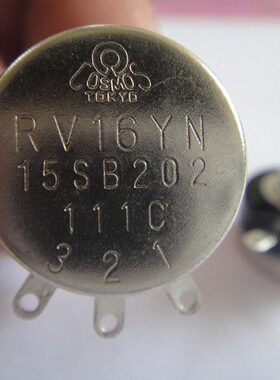 COSMOS
TOKYO
RV16YN
15SB202
111C
3 2 1